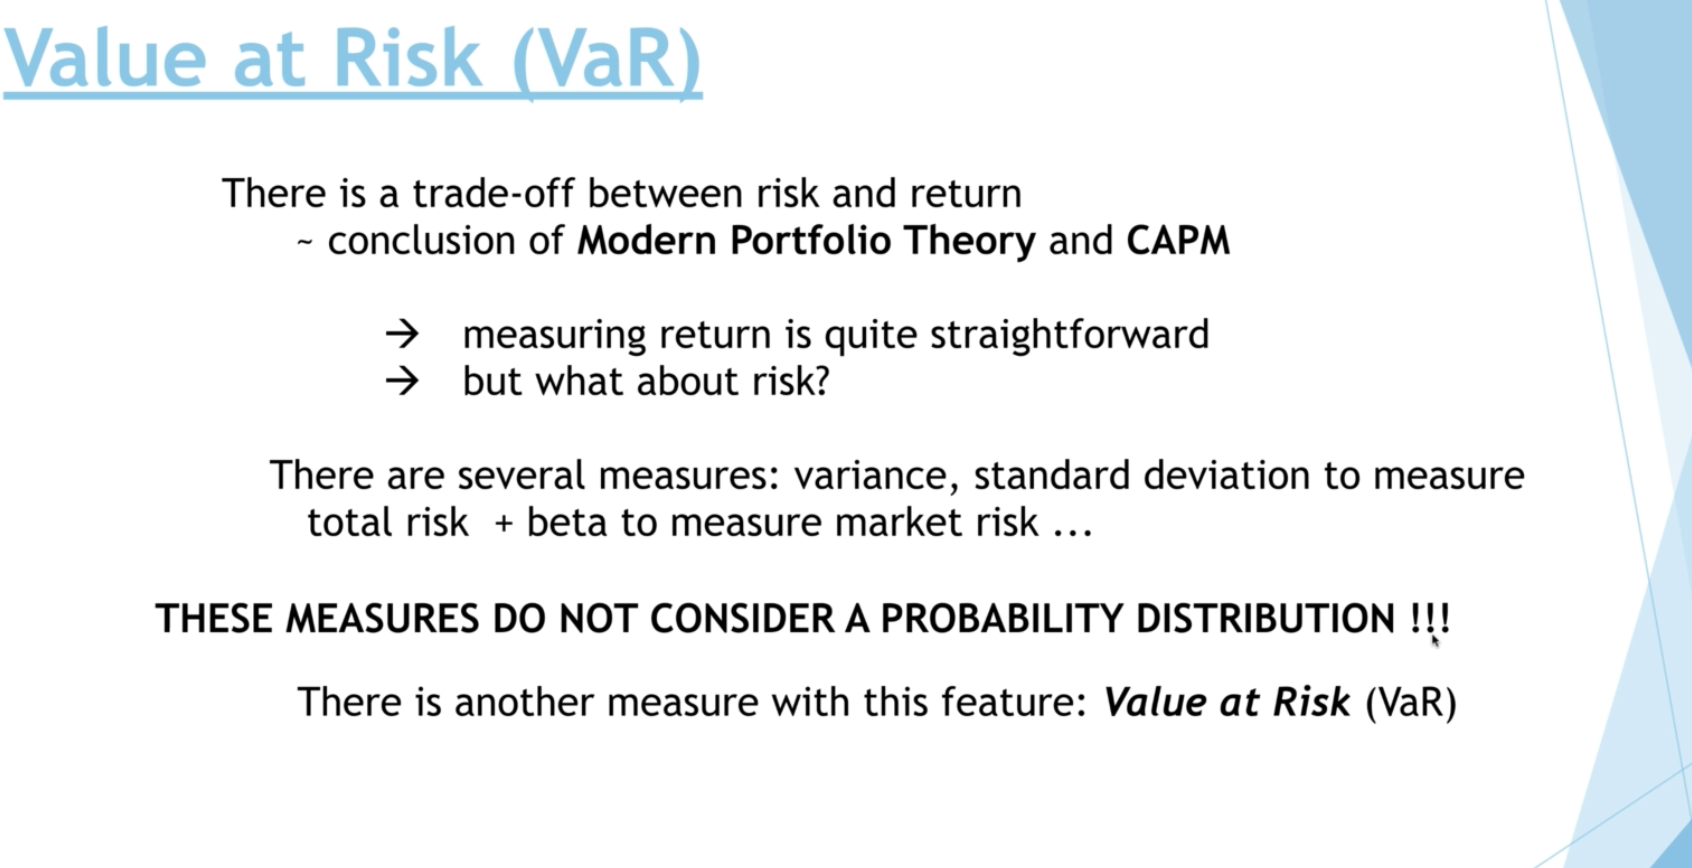 Value at Risk (VaR)
There is a trade-off between risk and return
~ conclusion of Modern Portfolio Theory and CAPM
→ measuring return is quite straightforward
→ but what about risk?
There are several measures: variance, standard deviation to measure
total risk + beta to measure market risk ...
THESE MEASURES DO NOT CONSIDER A PROBABILITY DISTRIBUTION !!!
There is another measure with this feature: Value at Risk (VaR)